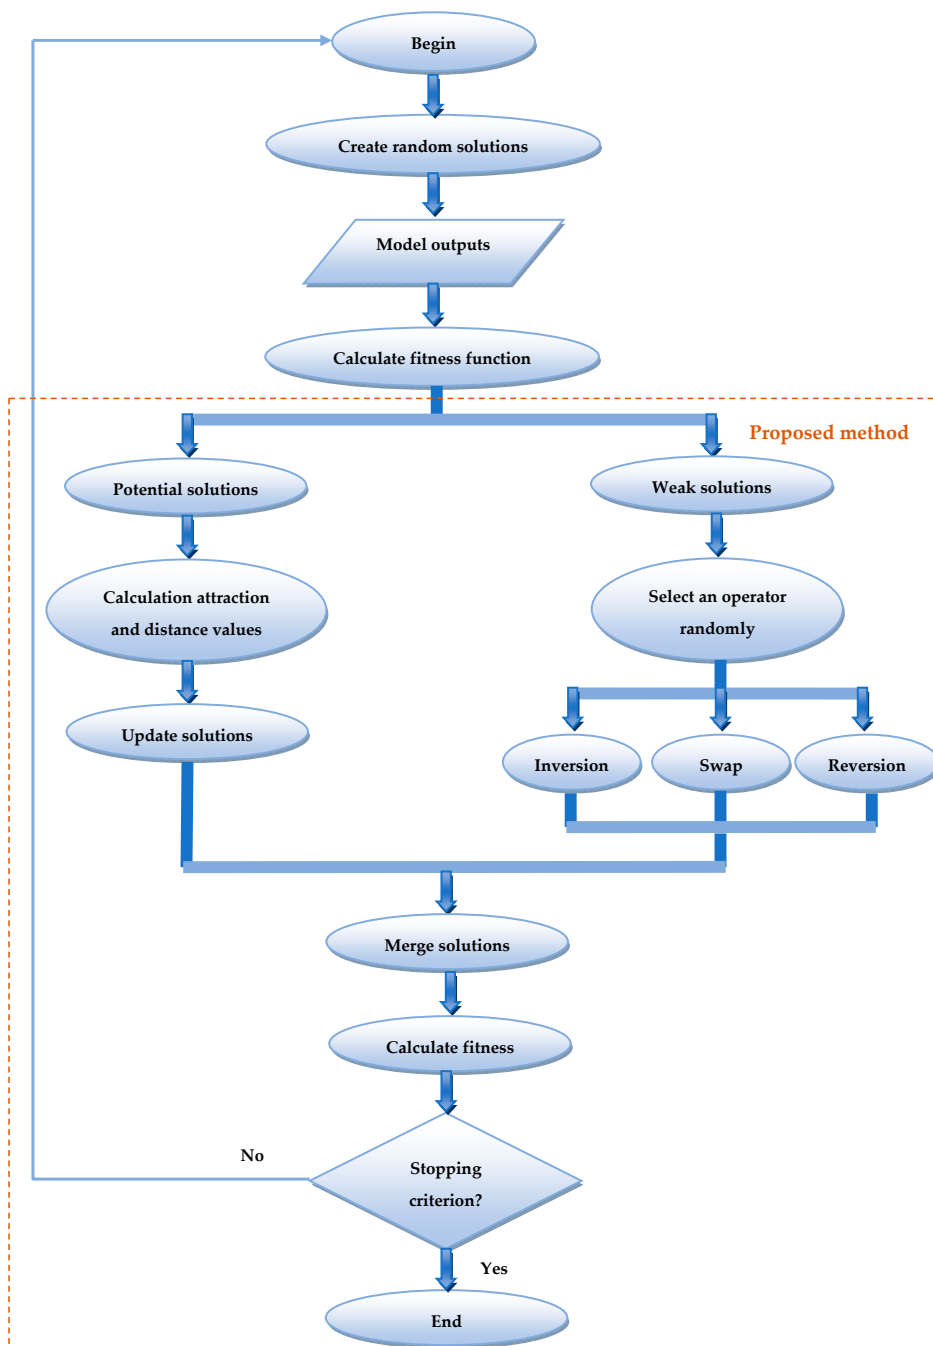 Begin
Create random solutions
Model outputs
Calculate fitness function
Proposed method
Potential solutions
Weak solutions
Calculation attraction
and distance values
Select an operator
randomly
Update solutions
Inversion
Swap
Reversion
Merge solutions
Calculate fitness
No
Stopping
criterion?
Yes
End